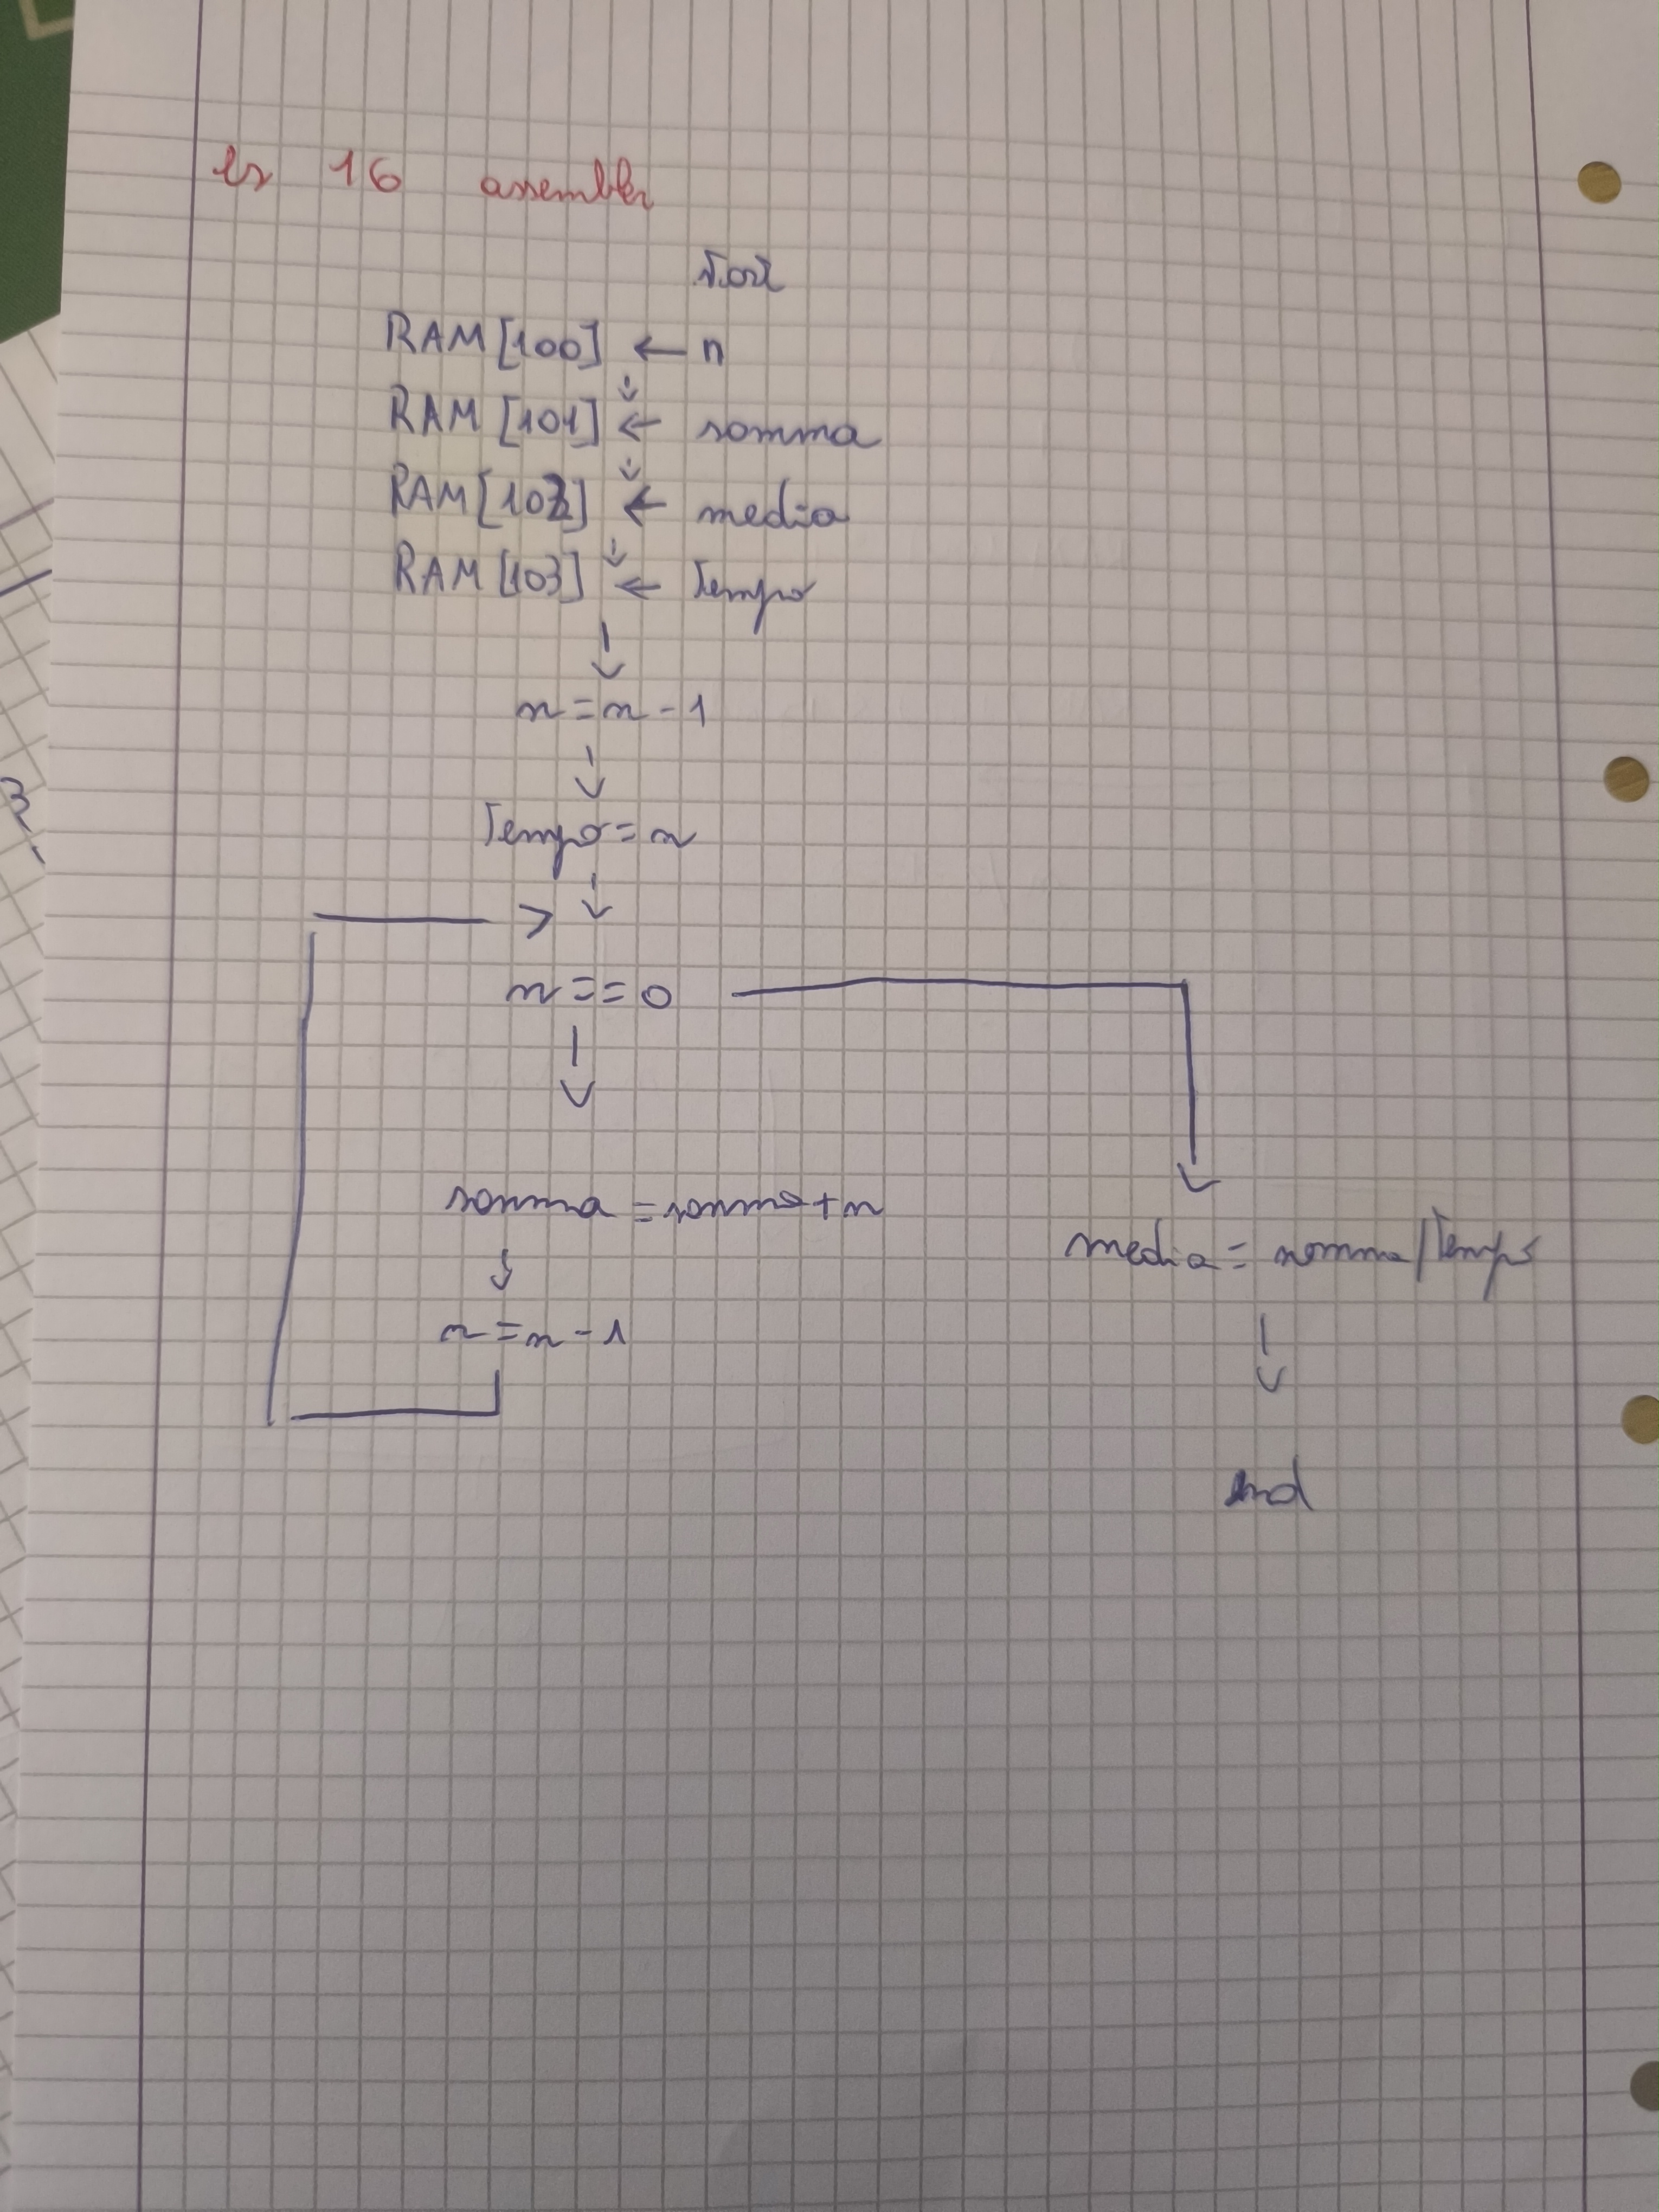 es 16 assembler
RAM[100] ← n
RAM[101] ← somma
RAM[102] ← media
RAM[103] ← Tempo
n = n - 1
Tempo = n
n == 0
somma = somma + n
media = somma / Tempo
n = n - 1
end